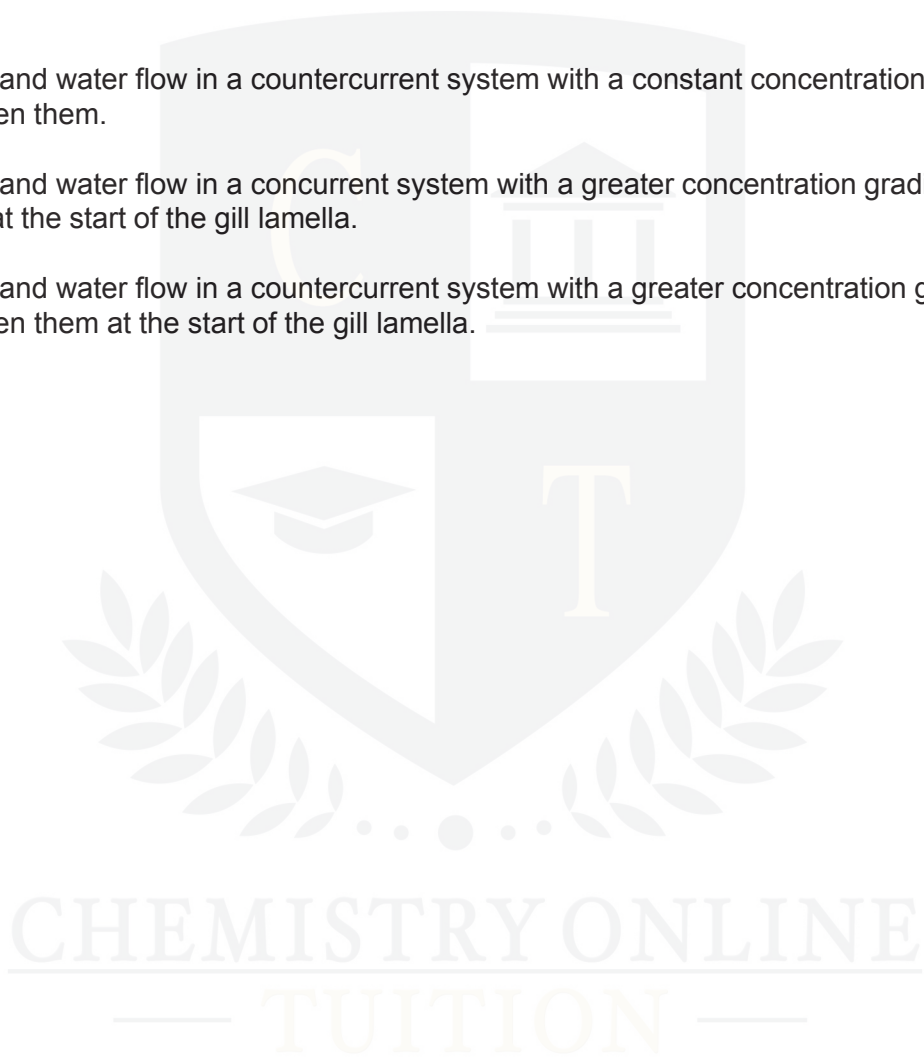 and water flow in a countercurrent system with a constant concentration
en them.
and water flow in a concurrent system with a greater concentration grad
at the start of the gill lamella.
and water flow in a countercurrent system with a greater concentration g
en them at the start of the gill lamella.
C
T
CHEMISTRY ONLINE
— TUITION —